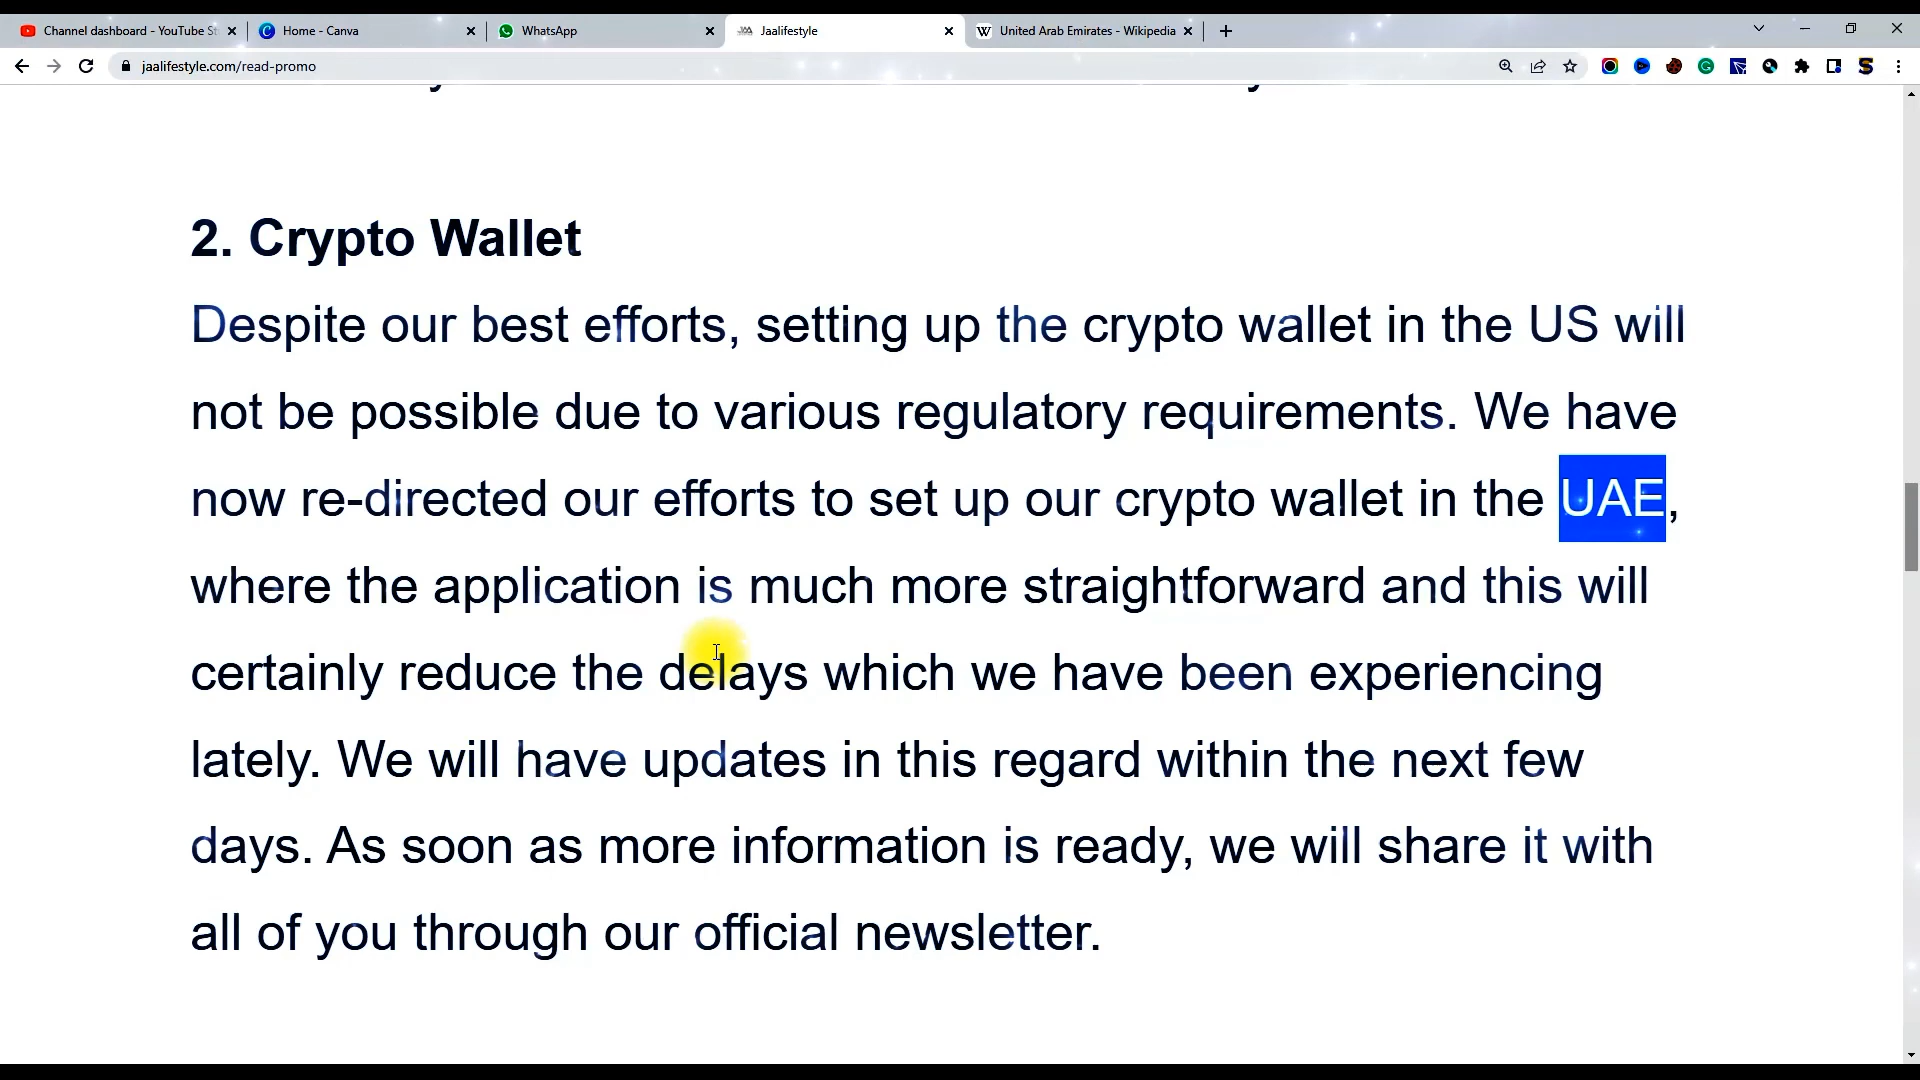 Channel dashboard - YouTube St
Home - Canva
WhatsApp
Jaalifestyle
United Arab Emirates - Wikipedia
jaalifestyle.com/read-promo
2. Crypto Wallet
Despite our best efforts, setting up the crypto wallet in the US will
not be possible due to various regulatory requirements. We have
now re-directed our efforts to set up our crypto wallet in the UAE,
where the application is much more straightforward and this will
certainly reduce the delays which we have been experiencing
lately. We will have updates in this regard within the next few
days. As soon as more information is ready, we will share it with
all of you through our official newsletter.